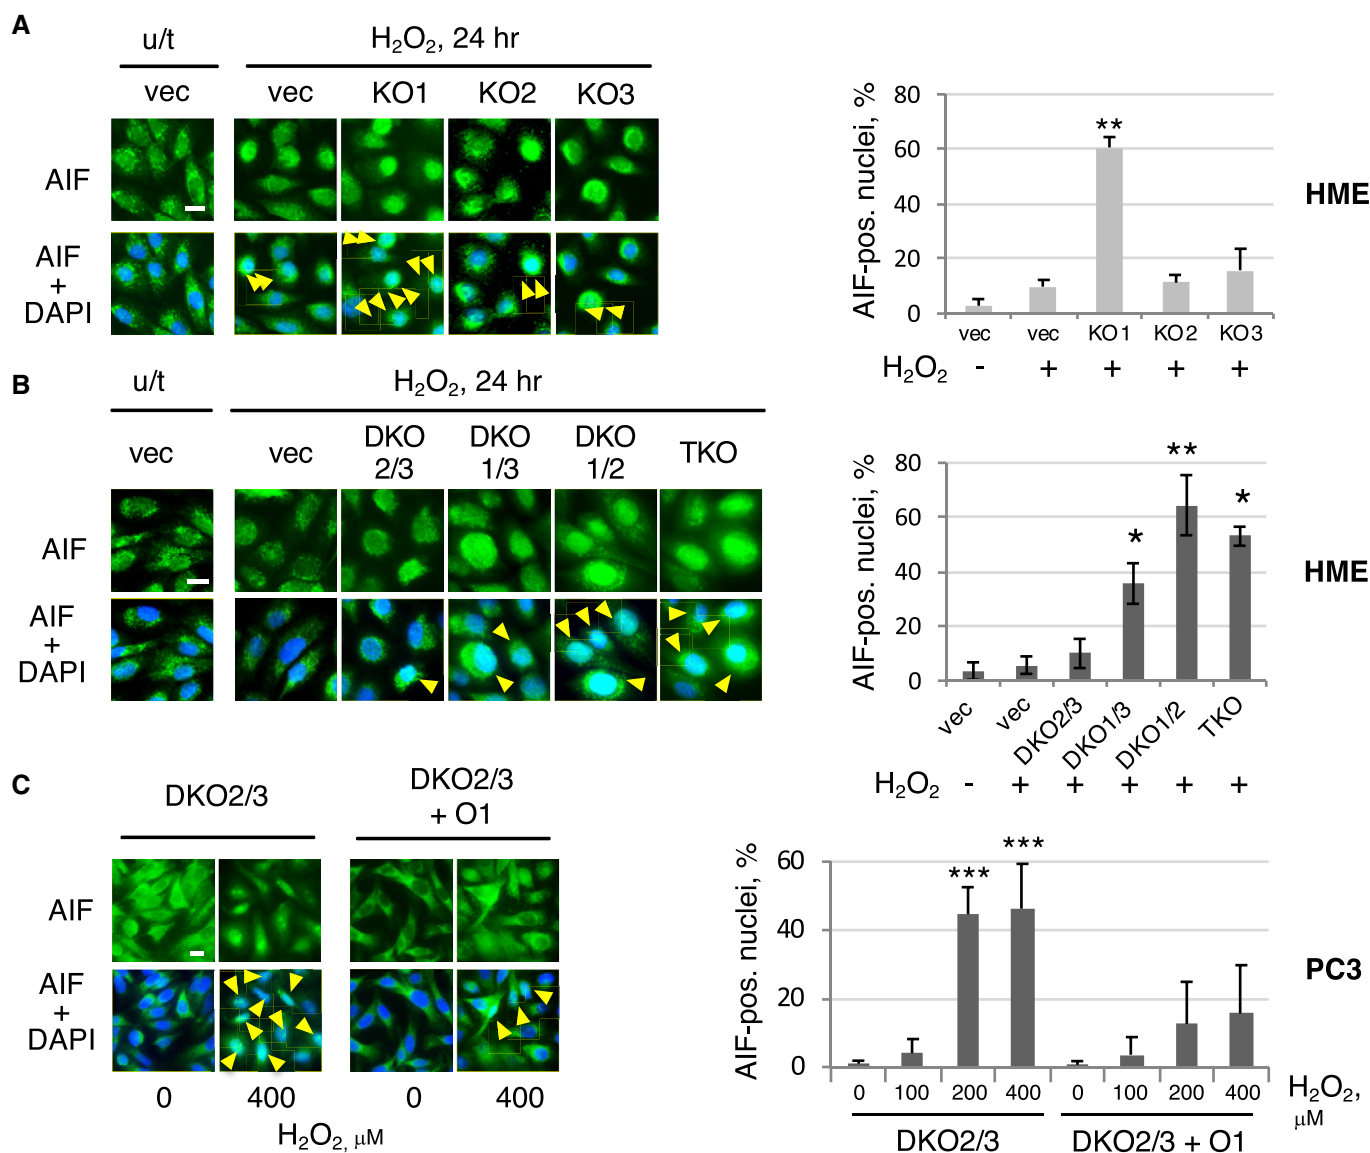 A
u/t
H₂O₂, 24 hr
vec
vec
KO1
KO2
KO3
AIF
AIF
+
DAPI
AIF-pos. nuclei, %
80
60
40
20
0
**
vec
vec
KO1
KO2
KO3
H₂O₂
-
+
+
+
+
HME
B
u/t
H₂O₂, 24 hr
vec
vec
DKO
2/3
DKO
1/3
DKO
1/2
TKO
AIF
AIF
+
DAPI
AIF-pos. nuclei, %
80
60
40
20
0
*
**
*
vec
vec
DKO2/3
DKO1/3
DKO1/2
TKO
H₂O₂
-
+
+
+
+
+
HME
C
DKO2/3
DKO2/3
+ O1
AIF
AIF
+
DAPI
0
400
0
400
H₂O₂, μM
AIF-pos. nuclei, %
60
40
20
0
***
***
0
100
200
400
0
100
200
400
H₂O₂,
μM
DKO2/3
DKO2/3 + O1
PC3